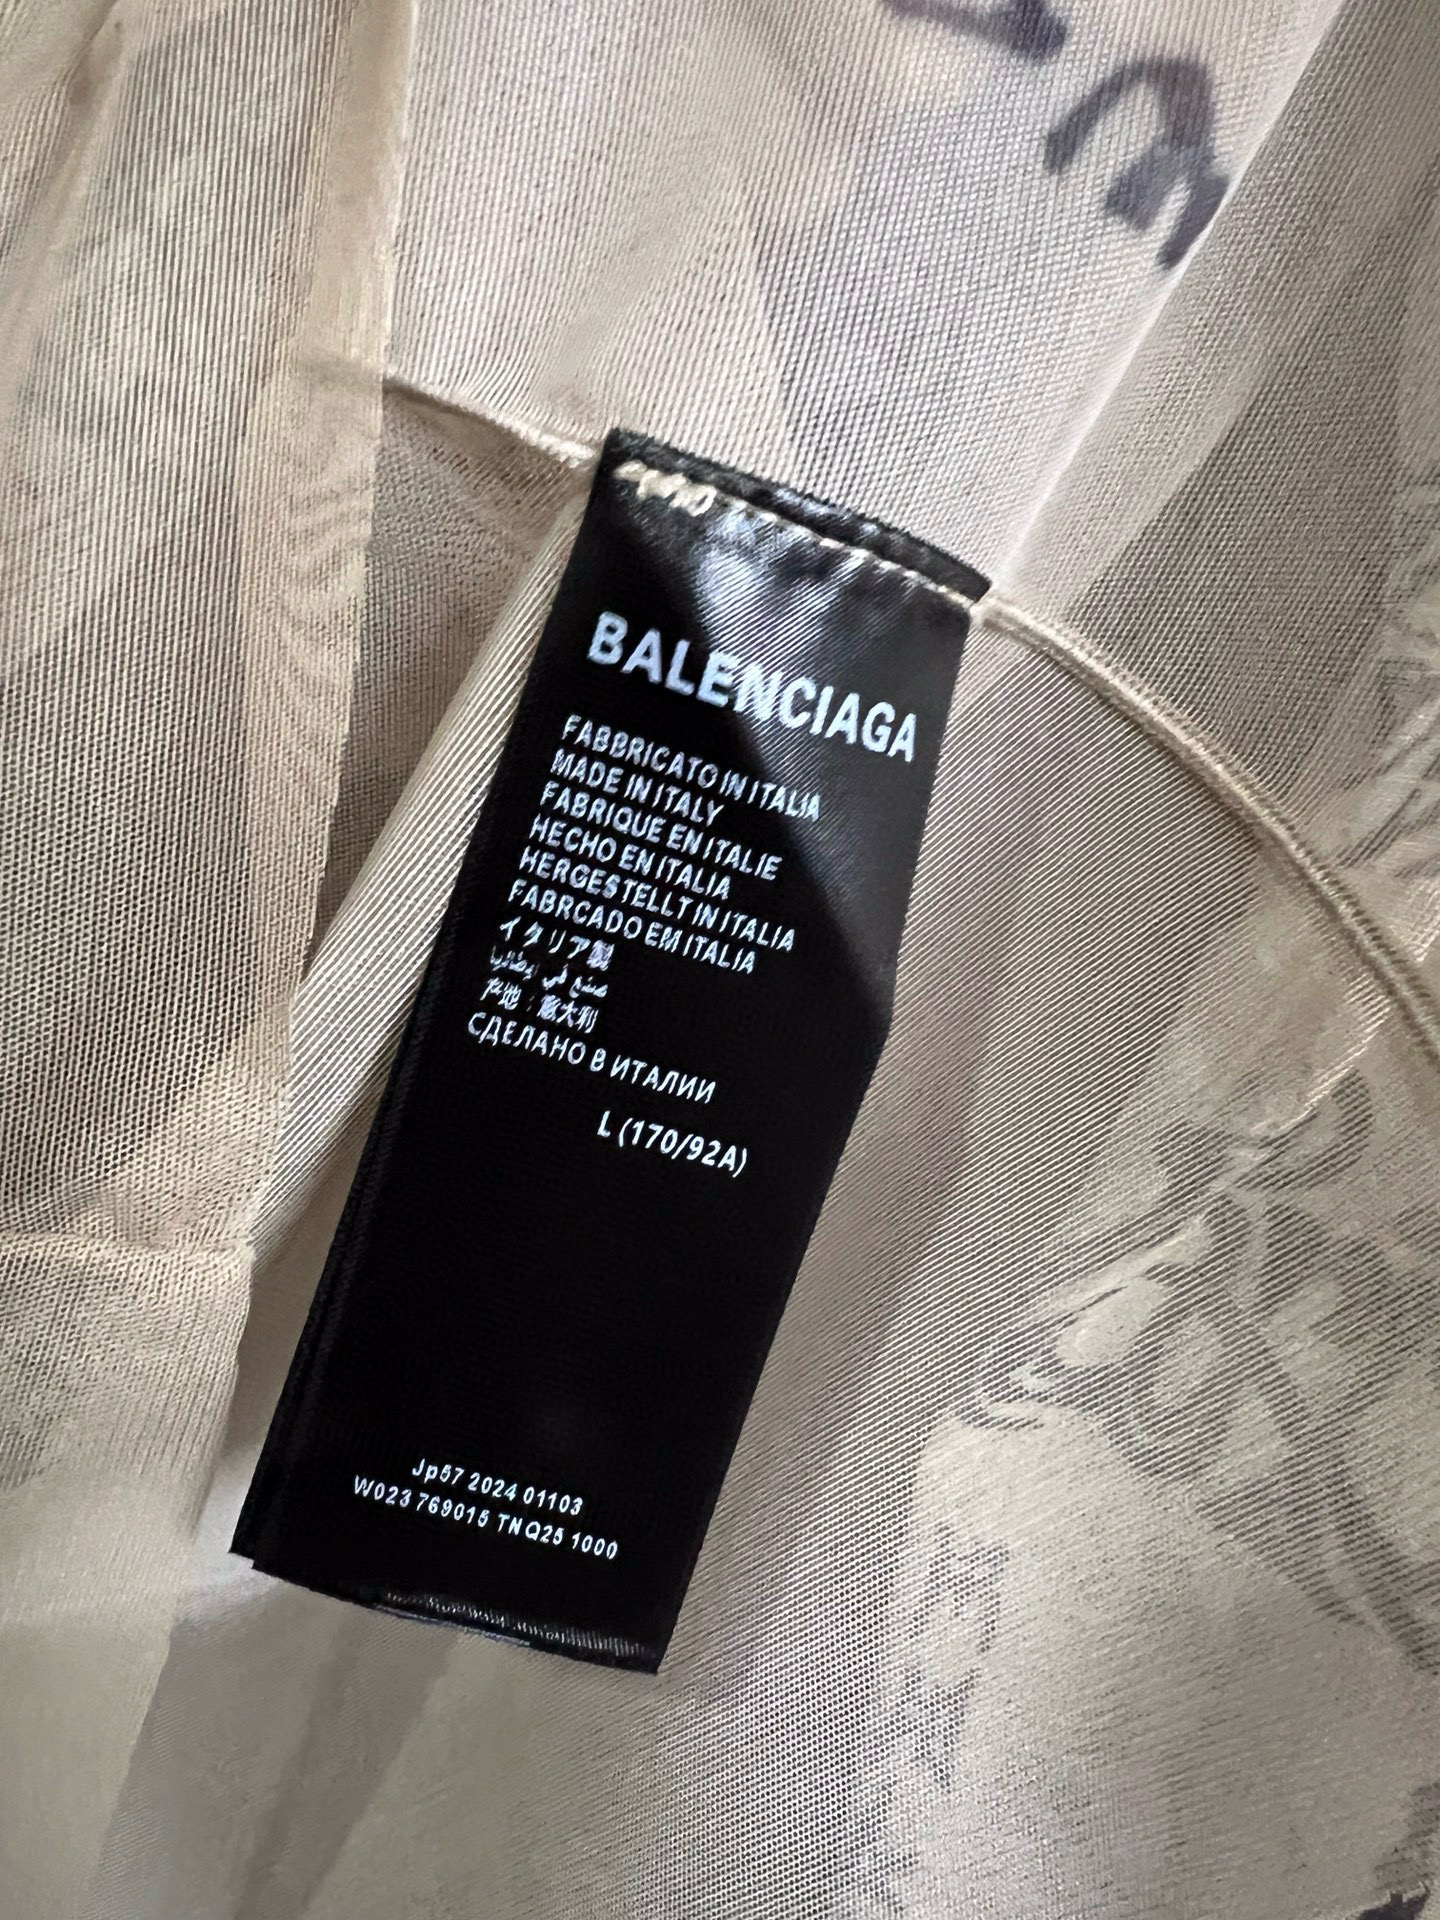 BALENCIAGA
FABBRICATO IN ITALIA
MADE IN ITALY
FABRIQUE EN ITALIE
HECHO EN ITALIA
HERGESTELLT IN ITALIA
FABRCADO EM ITALIA
イタリア製
صنع في إيطاليا
产地：意大利
СДЕЛАНО В ИТАЛИИ
L (170/92A)
Jp57 2024 01103
W023 769015 TNQ25 1000